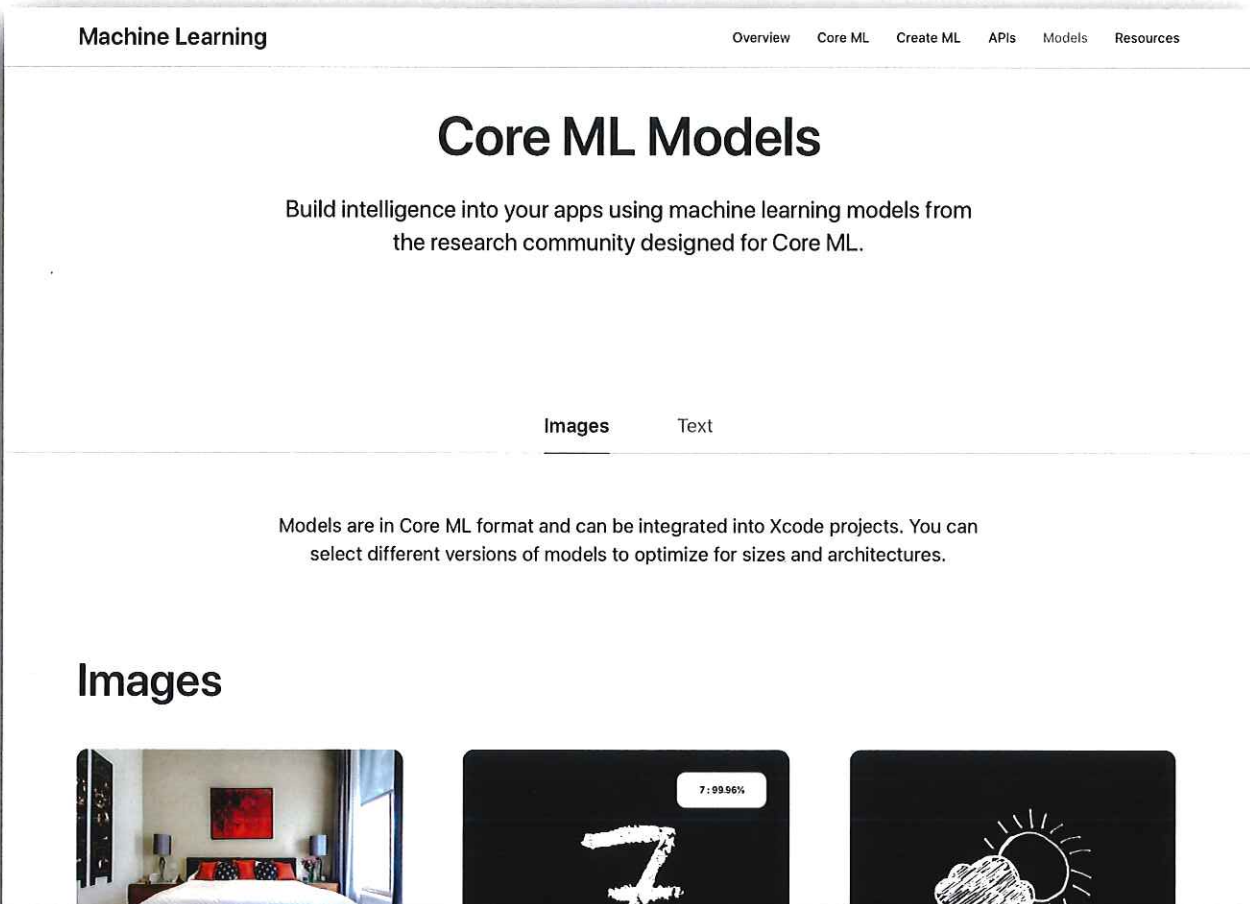 Machine Learning
Overview Core ML Create ML APIs Models Resources
Core ML Models
Build intelligence into your apps using machine learning models from
the research community designed for Core ML.
Images Text
Models are in Core ML format and can be integrated into Xcode projects. You can
select different versions of models to optimize for sizes and architectures.
Images
7 : 99.96%
7